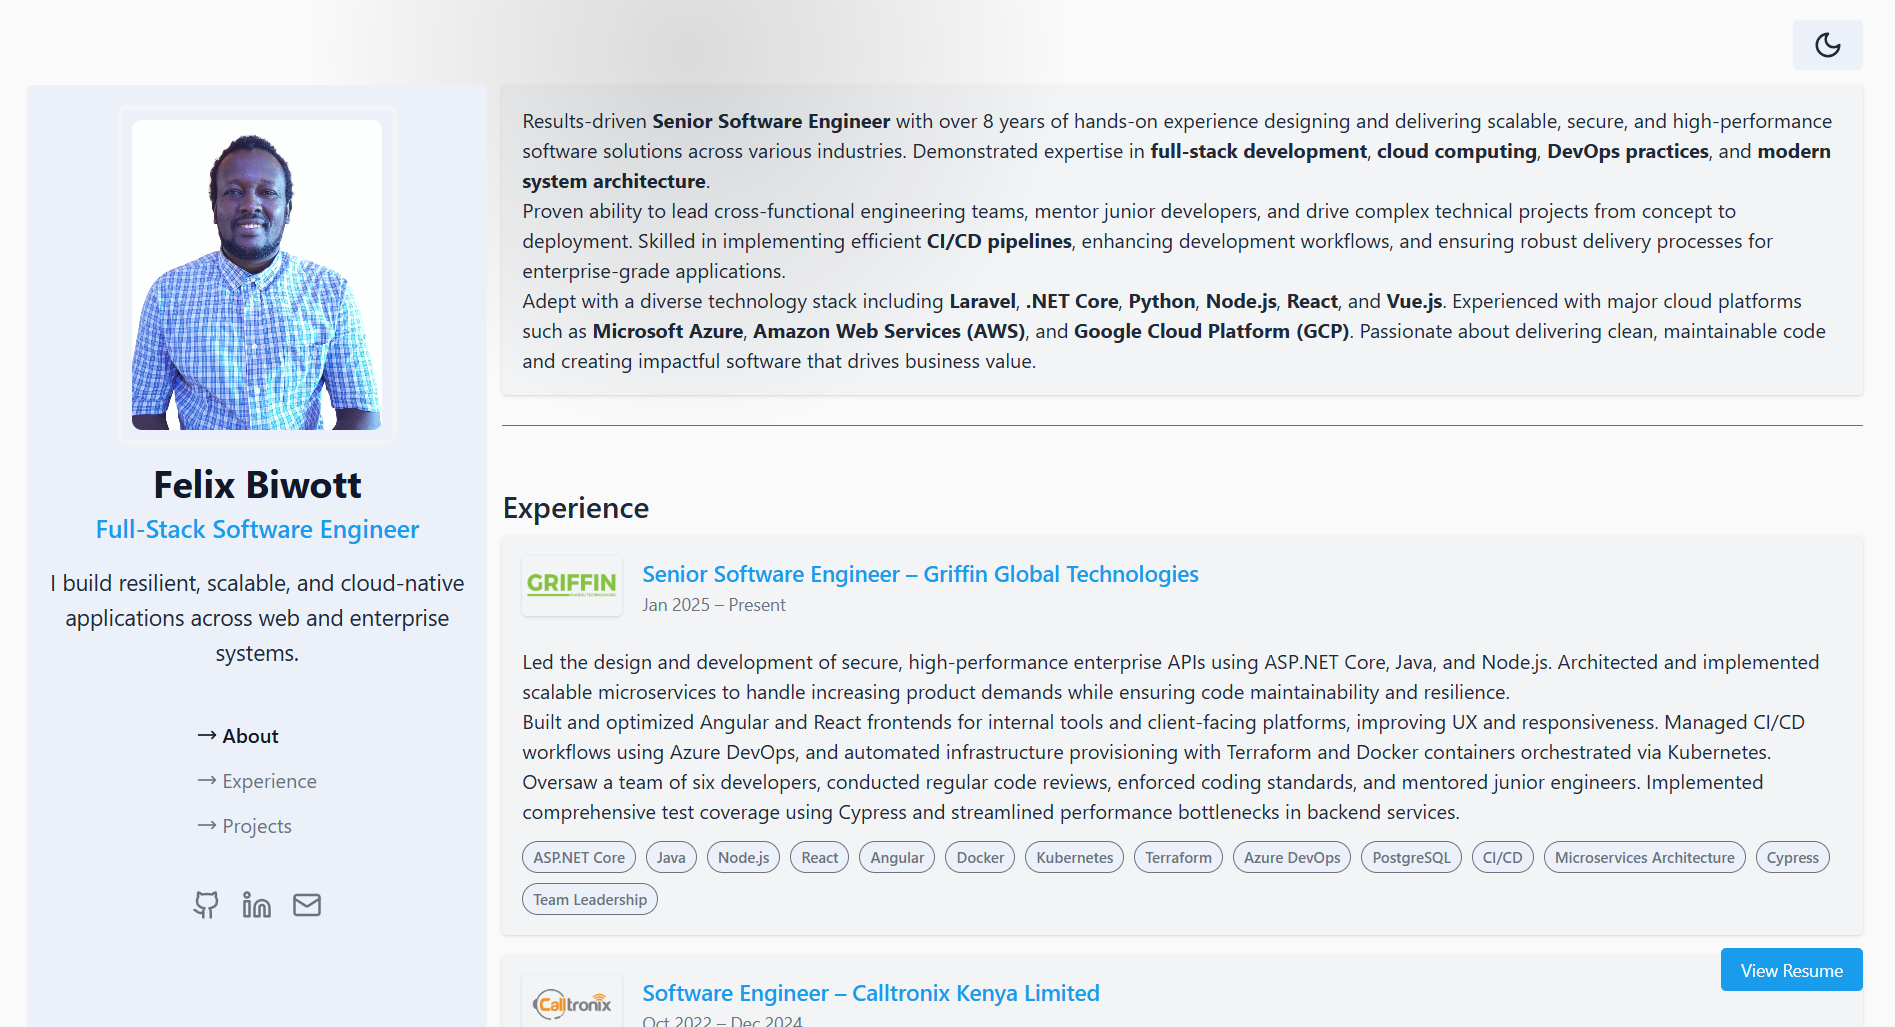 Felix Biwott
Full-Stack Software Engineer
I build resilient, scalable, and cloud-native
applications across web and enterprise
systems.
About
Experience
Projects
Results-driven Senior Software Engineer with over 8 years of hands-on experience designing and delivering scalable, secure, and high-performance
software solutions across various industries. Demonstrated expertise in full-stack development, cloud computing, DevOps practices, and modern
system architecture.
Proven ability to lead cross-functional engineering teams, mentor junior developers, and drive complex technical projects from concept to
deployment. Skilled in implementing efficient CI/CD pipelines, enhancing development workflows, and ensuring robust delivery processes for
enterprise-grade applications.
Adept with a diverse technology stack including Laravel, .NET Core, Python, Node.js, React, and Vue.js. Experienced with major cloud platforms
such as Microsoft Azure, Amazon Web Services (AWS), and Google Cloud Platform (GCP). Passionate about delivering clean, maintainable code
and creating impactful software that drives business value.
Experience
GRIFFIN
GLOBAL TECHNOLOGIES
Senior Software Engineer – Griffin Global Technologies
Jan 2025 – Present
Led the design and development of secure, high-performance enterprise APIs using ASP.NET Core, Java, and Node.js. Architected and implemented
scalable microservices to handle increasing product demands while ensuring code maintainability and resilience.
Built and optimized Angular and React frontends for internal tools and client-facing platforms, improving UX and responsiveness. Managed CI/CD
workflows using Azure DevOps, and automated infrastructure provisioning with Terraform and Docker containers orchestrated via Kubernetes.
Oversaw a team of six developers, conducted regular code reviews, enforced coding standards, and mentored junior engineers. Implemented
comprehensive test coverage using Cypress and streamlined performance bottlenecks in backend services.
ASP.NET Core Java Node.js React Angular Docker Kubernetes Terraform Azure DevOps PostgreSQL CI/CD Microservices Architecture Cypress
Team Leadership
View Resume
Calltronix
Software Engineer – Calltronix Kenya Limited
Oct 2022 – Dec 2024